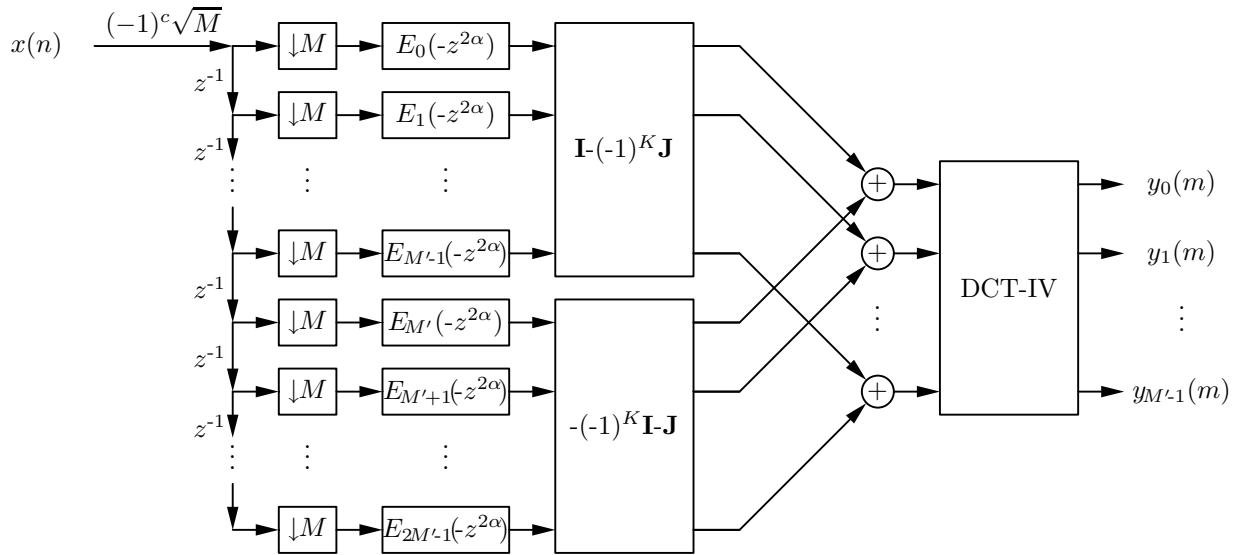 (-1)^c √M
x(n) ↓M E_0(-z^{2α})
z^{-1}
↓M E_1(-z^{2α})
z^{-1}
I-(-1)^K J
⋮ ⋮ ⋮
+ y_0(m)
↓M E_{M'-1}(-z^{2α})
+ y_1(m)
z^{-1}
DCT-IV
↓M E_{M'}(-z^{2α})
⋮ ⋮
z^{-1}
↓M E_{M'+1}(-z^{2α})
+ y_{M'-1}(m)
z^{-1}
-(-1)^K I-J
⋮ ⋮ ⋮
↓M E_{2M'-1}(-z^{2α})